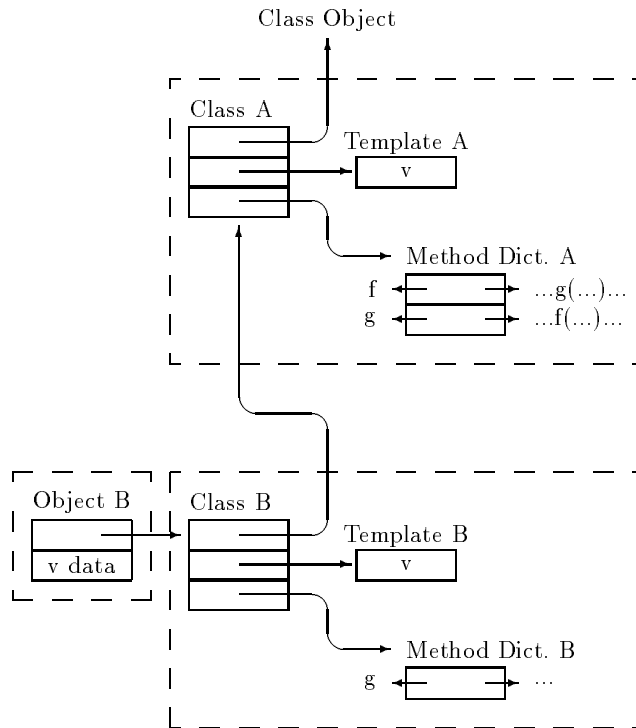 Class Object
Class A
Template A
v
Method Dict. A
f ...g(...)...
g ...f(...)...
Object B
v data
Class B
Template B
v
Method Dict. B
g ...